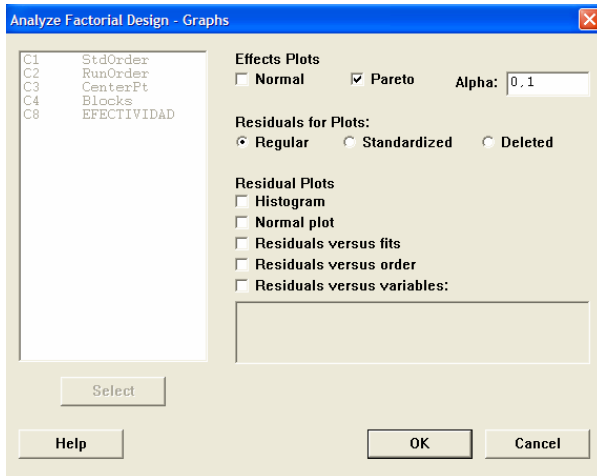 Analyze Factorial Design - Graphs
C1 StdOrder
C2 RunOrder
C3 CenterPt
C4 Blocks
C8 EFECTIVIDAD
Effects Plots
Normal Pareto Alpha: 0,1
Residuals for Plots:
Regular Standardized Deleted
Residual Plots
Histogram
Normal plot
Residuals versus fits
Residuals versus order
Residuals versus variables:
Select
Help OK Cancel